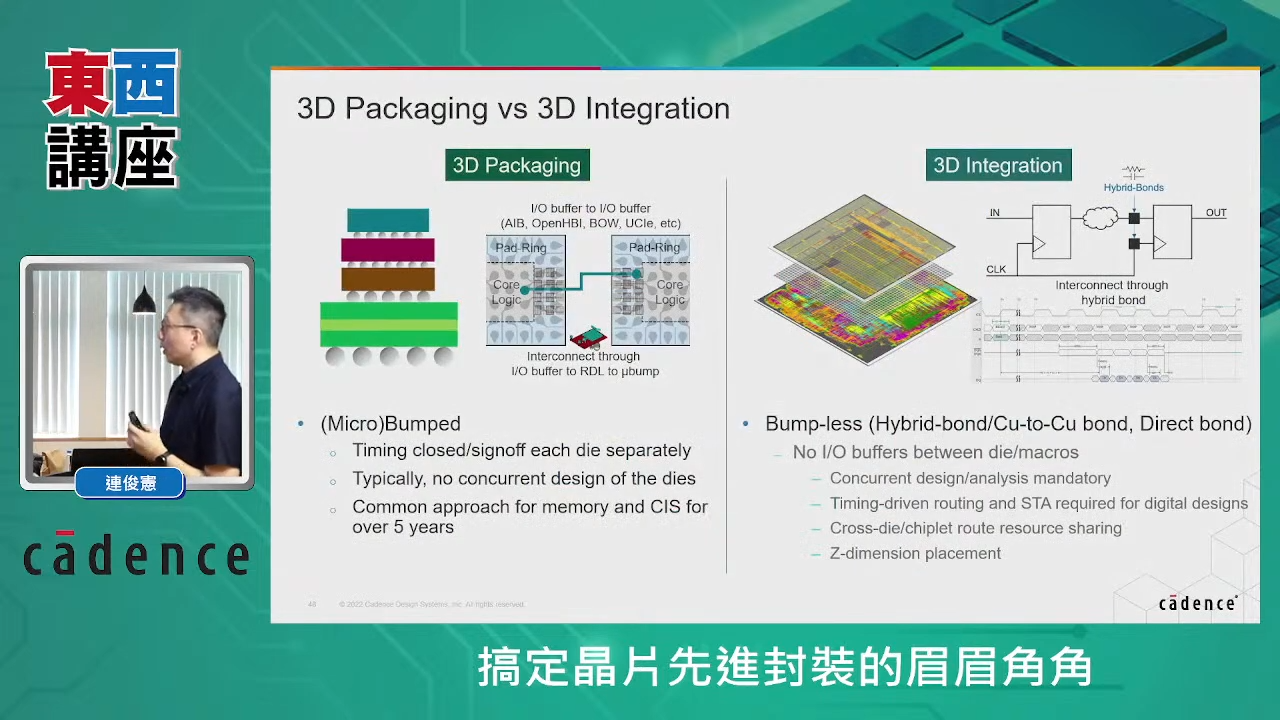 東西
講座
3D Packaging vs 3D Integration
3D Packaging
I/O buffer to I/O buffer
(AIB, OpenHBI, BOW, UCIe, etc)
Pad-Ring
Pad-Ring
Core
Logic
Core
Logic
Interconnect through
I/O buffer to RDL to µbump
• (Micro)Bumped
○ Timing closed/signoff each die separately
○ Typically, no concurrent design of the dies
○ Common approach for memory and CIS for
over 5 years
3D Integration
Hybrid-Bonds
IN
OUT
CLK
Interconnect through
hybrid bond
• Bump-less (Hybrid-bond/Cu-to-Cu bond, Direct bond)
– No I/O buffers between die/macros
– Concurrent design/analysis mandatory
– Timing-driven routing and STA required for digital designs
– Cross-die/chiplet route resource sharing
– Z-dimension placement
© 2022 Cadence Design Systems, Inc. All rights reserved.
cādence®
連俊憲
cādence
搞定晶片先進封裝的眉眉角角